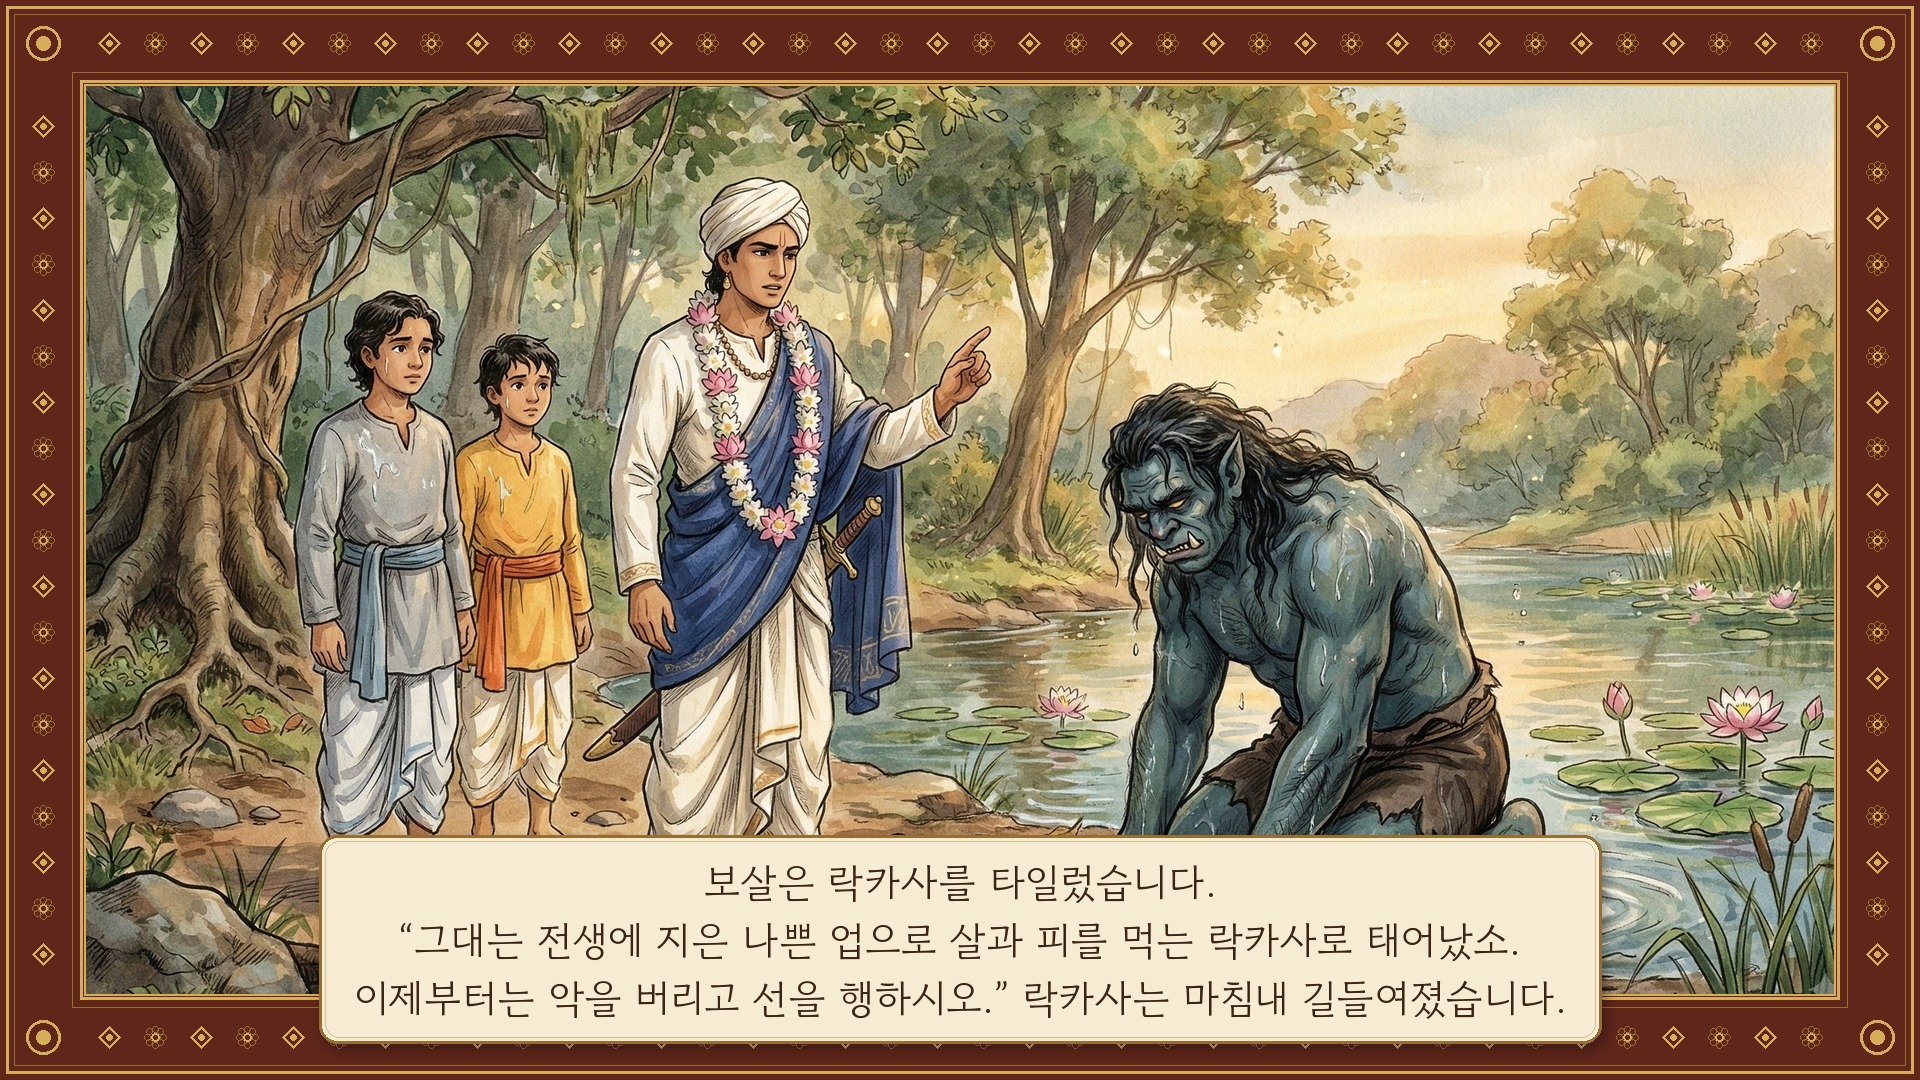 보살은 락카사를 타일렀습니다.
“그대는 전생에 지은 나쁜 업으로 살과 피를 먹는 락카사로 태어났소.
이제부터는 악을 버리고 선을 행하시오.” 락카사는 마침내 길들여졌습니다.